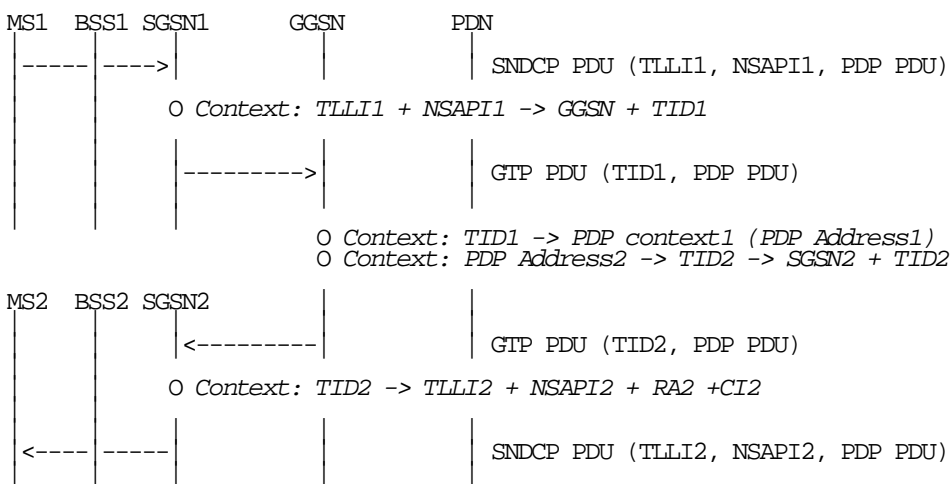 MS1 BSS1 SGSN1 GGSN PDN
SNDCP PDU (TLLI1, NSAPI1, PDP PDU)
O Context: TLLI1 + NSAPI1 -> GGSN + TID1
GTP PDU (TID1, PDP PDU)
O Context: TID1 -> PDP context1 (PDP Address1)
O Context: PDP Address2 -> TID2 -> SGSN2 + TID2
MS2 BSS2 SGSN2
GTP PDU (TID2, PDP PDU)
O Context: TID2 -> TLLI2 + NSAPI2 + RA2 +CI2
SNDCP PDU (TLLI2, NSAPI2, PDP PDU)